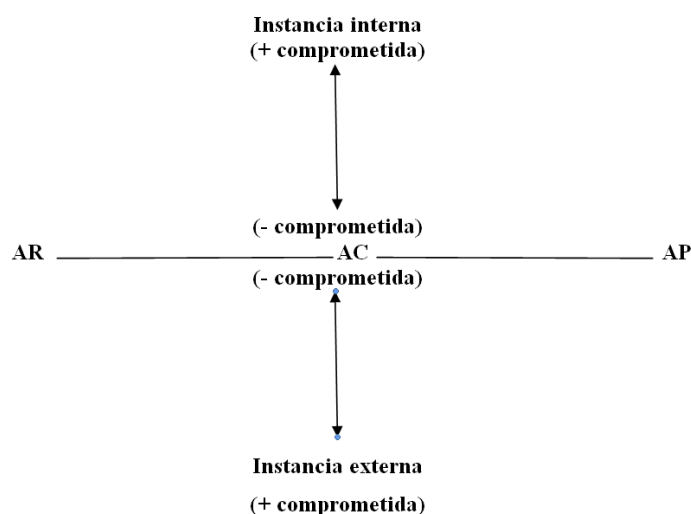 Instancia interna
(+ comprometida)
(- comprometida)
AR AC AP
(- comprometida)
Instancia externa
(+ comprometida)